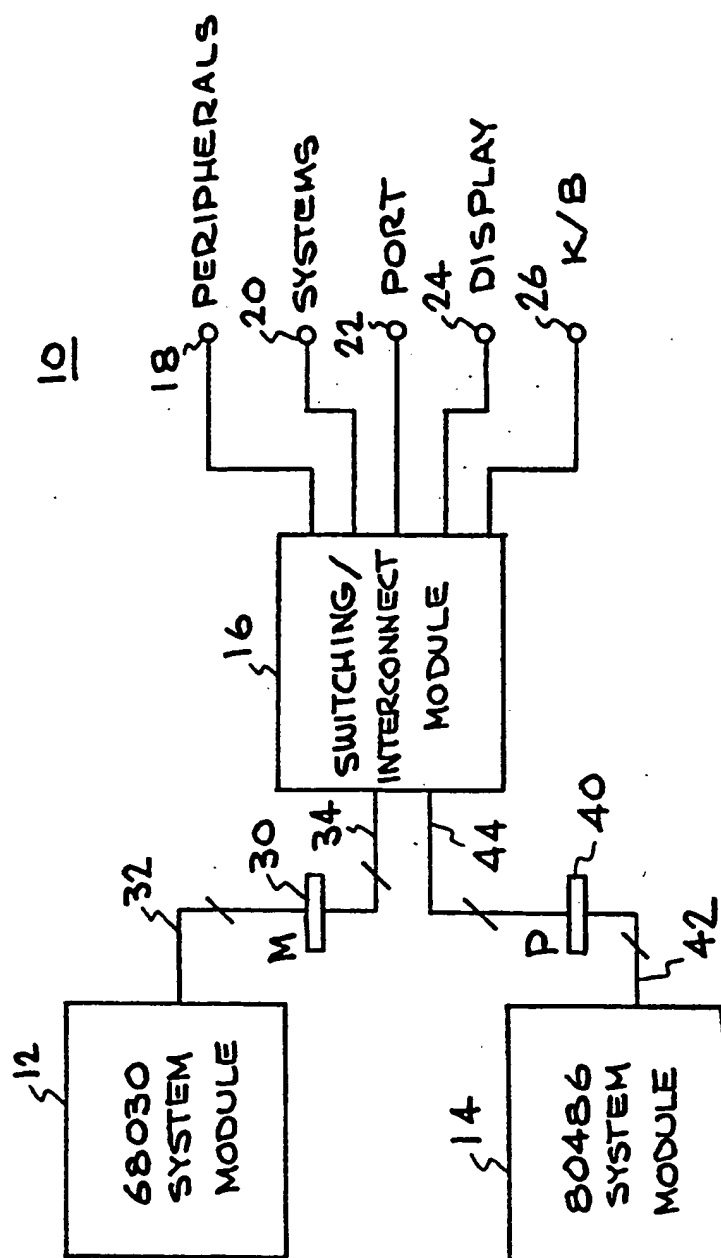 10
12
68030
SYSTEM
MODULE
32
M
30
34
14
80486
SYSTEM
MODULE
42
P
40
44
16
SWITCHING/
INTERCONNECT
MODULE
18
PERIPHERALS
20
SYSTEMS
22
PORT
24
DISPLAY
26
K/B